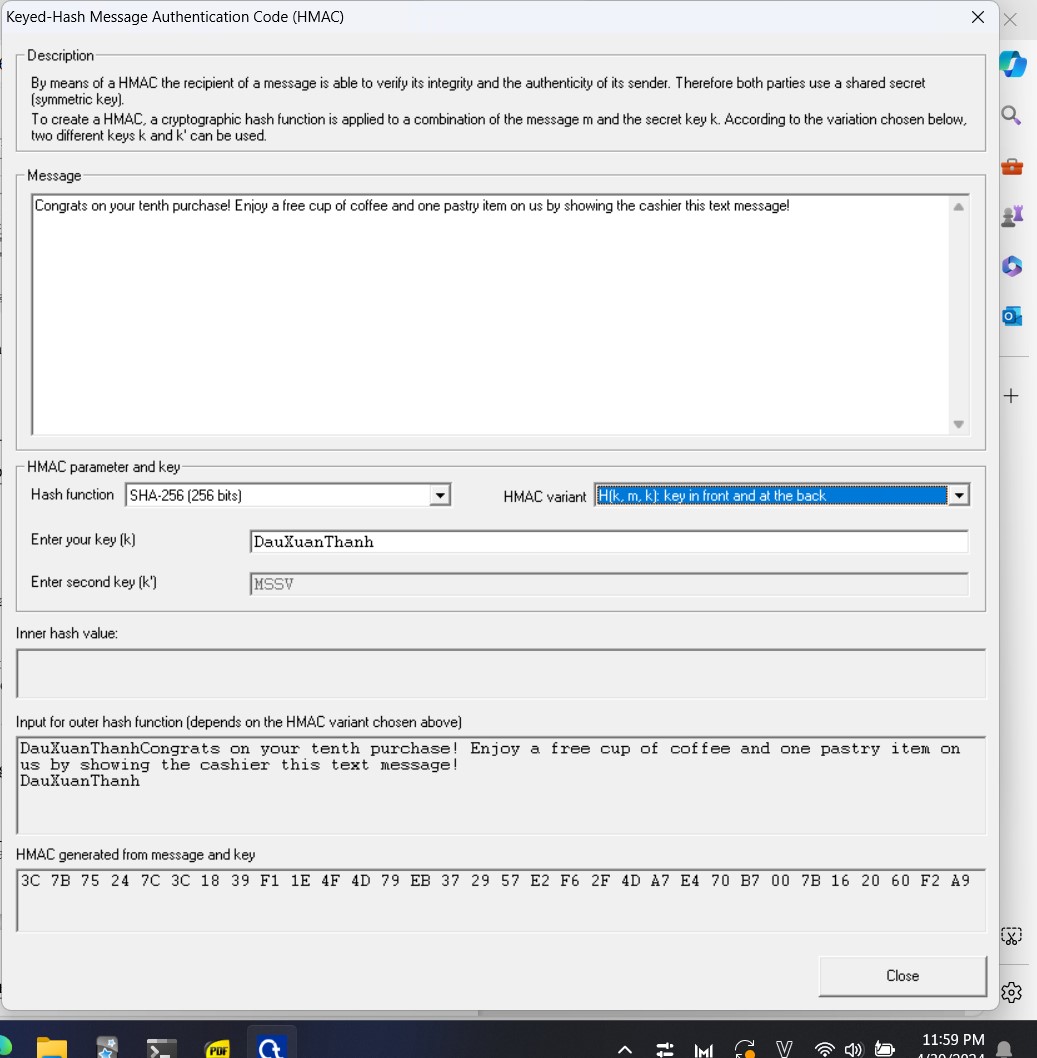 Keyed-Hash Message Authentication Code (HMAC)
Description
By means of a HMAC the recipient of a message is able to verify its integrity and the authenticity of its sender. Therefore both parties use a shared secret
(symmetric key).
To create a HMAC, a cryptographic hash function is applied to a combination of the message m and the secret key k. According to the variation chosen below,
two different keys k and k' can be used.
Message
Congrats on your tenth purchase! Enjoy a free cup of coffee and one pastry item on us by showing the cashier this text message!
HMAC parameter and key
Hash function SHA-256 (256 bits) HMAC variant H(k, m, k): key in front and at the back
Enter your key (k) DauXuanThanh
Enter second key (k') MSSV
Inner hash value:
Input for outer hash function (depends on the HMAC variant chosen above)
DauXuanThanhCongrats on your tenth purchase! Enjoy a free cup of coffee and one pastry item on
us by showing the cashier this text message!
DauXuanThanh
HMAC generated from message and key
3C 7B 75 24 7C 3C 18 39 F1 1E 4F 4D 79 EB 37 29 57 E2 F6 2F 4D A7 E4 70 B7 00 7B 16 20 60 F2 A9
Close
PDF
11:59 PM